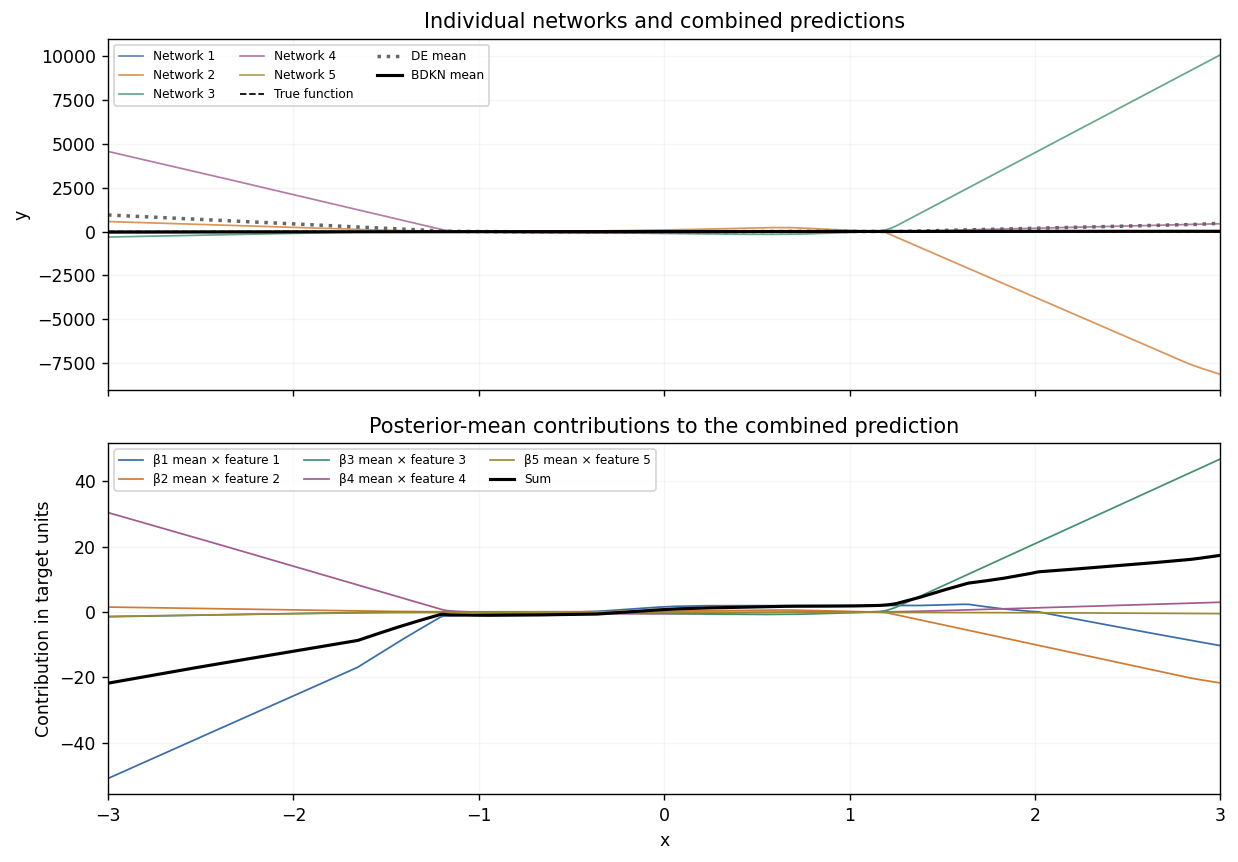 Individual networks and combined predictions
Network 1 Network 4 DE mean
Network 2 Network 5 BDKN mean
Network 3 True function
10000
7500
5000
2500
0
−2500
−5000
−7500
y
Posterior-mean contributions to the combined prediction
β1 mean × feature 1 β3 mean × feature 3 β5 mean × feature 5
β2 mean × feature 2 β4 mean × feature 4 Sum
40
20
0
−20
−40
Contribution in target units
−3 −2 −1 0 1 2 3
x